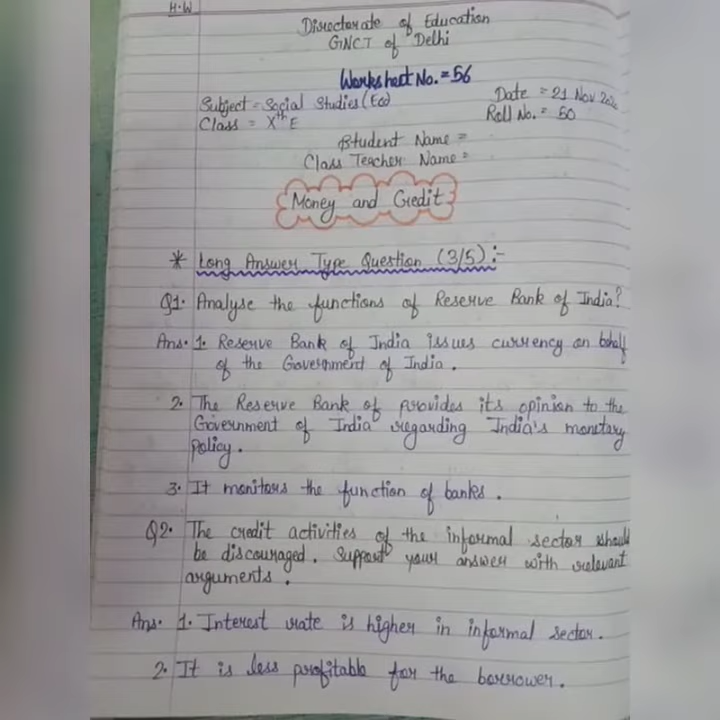 H.W
Directorate of Education
GNCT of Delhi
Worksheet No. = 56
Subject = Social Studies (Eco)
Date = 21 Nov
Class = Xth E
Roll No. = 50
Student Name =
Class Teacher Name =
Money and Credit
* Long Answer Type Question (3/5) :-
Q1. Analyse the functions of Reserve Bank of India?
Ans. 1. Reserve Bank of India issues currency on behalf
of the Government of India.
2. The Reserve Bank of provides its opinion to the
Government of India regarding India's monetary
Policy.
3. It monitors the function of banks.
Q2. The credit activities of the informal sector should
be discouraged. Support your answer with relevant
arguments.
Ans. 1. Interest rate is higher in informal sector.
2. It is less profitable for the borrower.